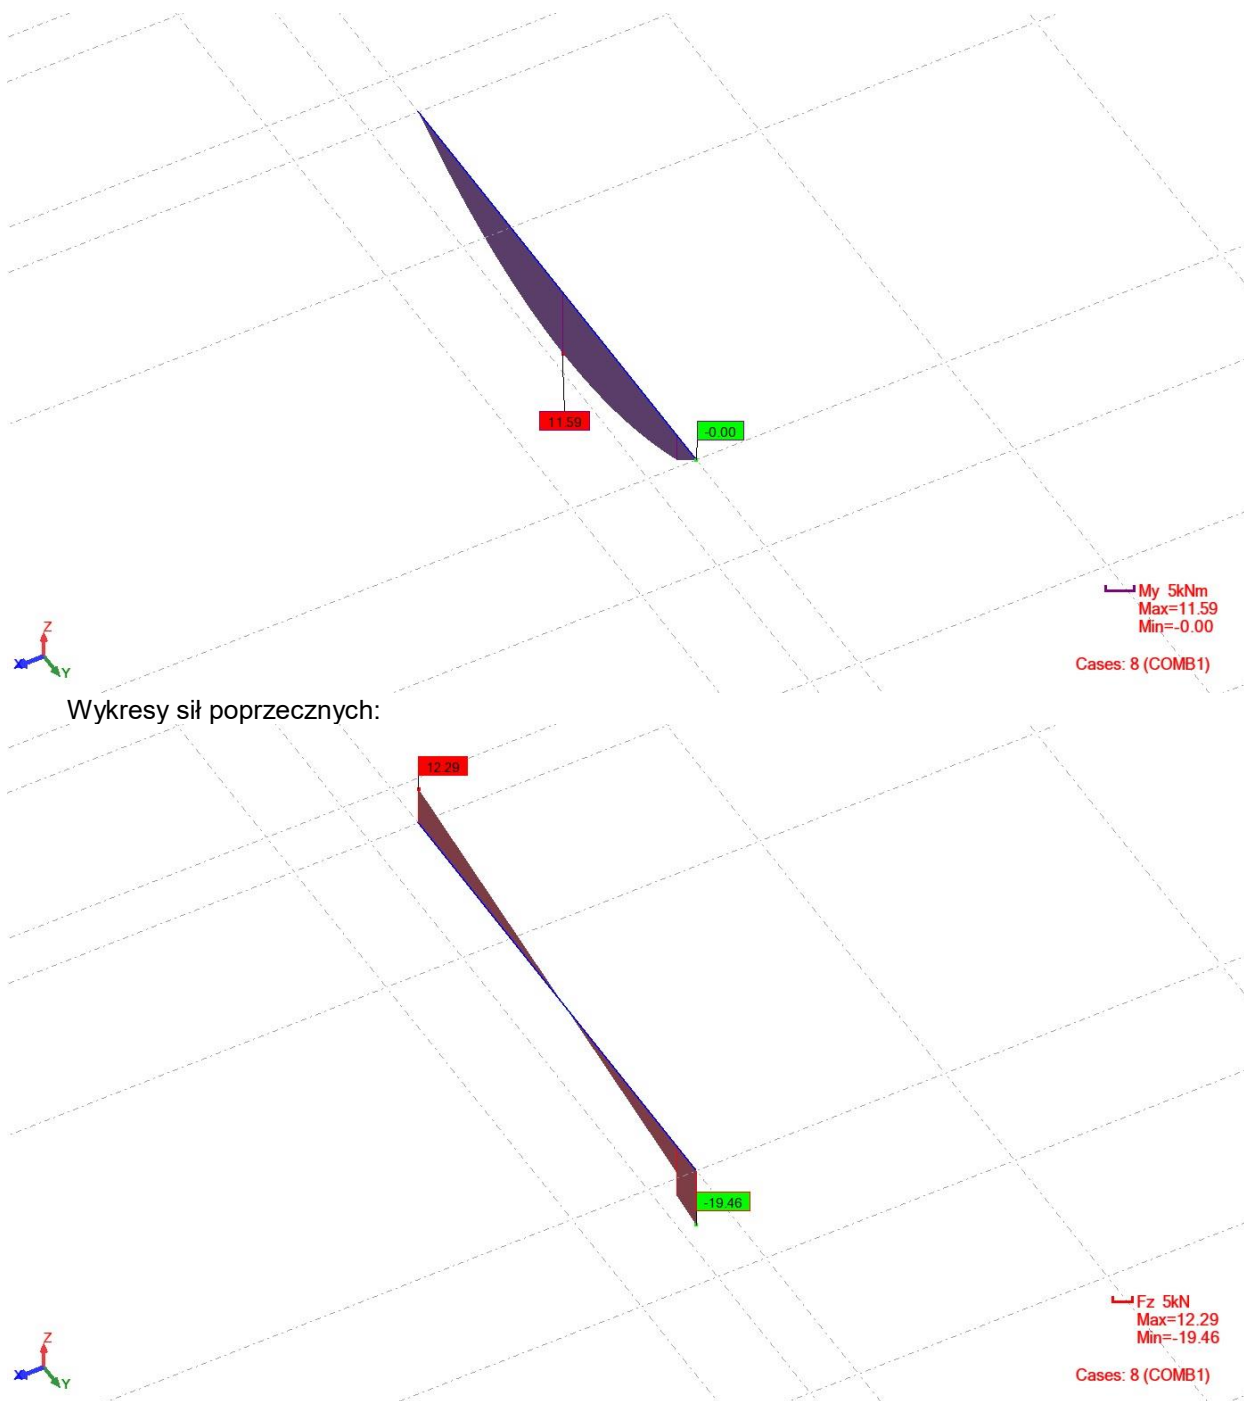 11.59
-0.00
My 5kNm
Max=11.59
Min=-0.00
Cases: 8 (COMB1)
Z
X
Y
Wykresy sił poprzecznych:
12.29
-19.46
Fz 5kN
Max=12.29
Min=-19.46
Cases: 8 (COMB1)
Z
X
Y